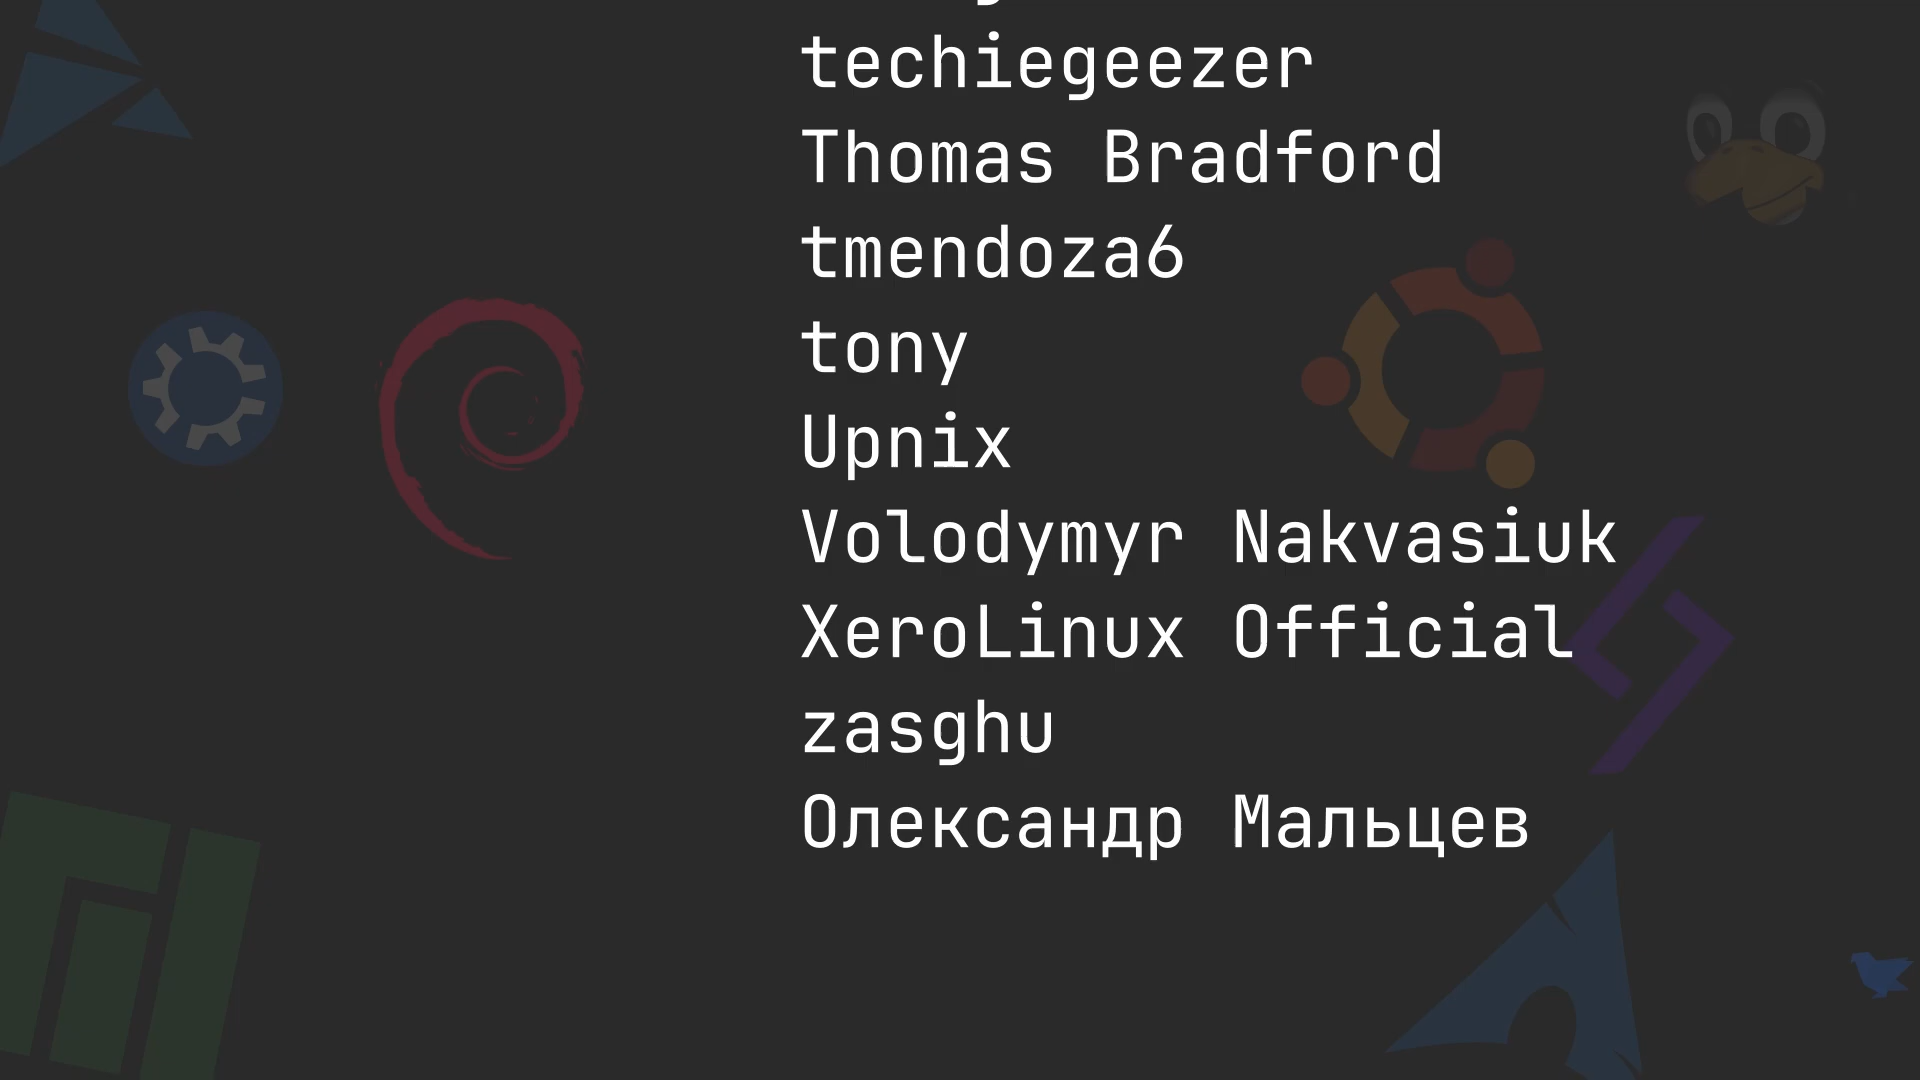 techiegeezer
Thomas Bradford
tmendoza6
tony
Upnix
Volodymyr Nakvasiuk
XeroLinux Official
zasghu
Олександр Мальцев